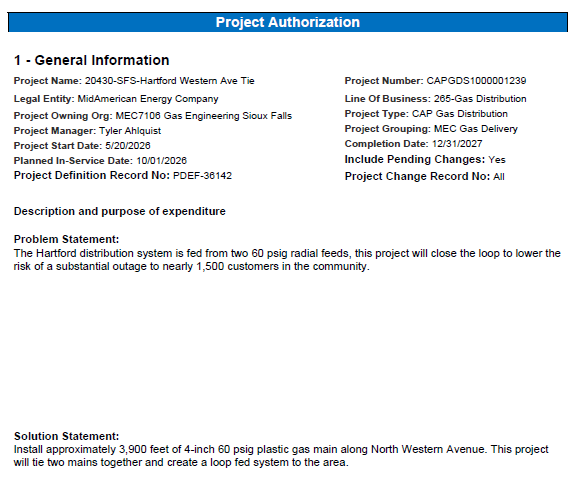 Project Authorization
1 - General Information
Project Name: 20430-SFS-Hartford Western Ave Tie
Project Number: CAPGDS1000001239
Legal Entity: MidAmerican Energy Company
Line Of Business: 265-Gas Distribution
Project Owning Org: MEC7106 Gas Engineering Sioux Falls
Project Type: CAP Gas Distribution
Project Manager: Tyler Ahlquist
Project Grouping: MEC Gas Delivery
Project Start Date: 5/20/2026
Completion Date: 12/31/2027
Planned In-Service Date: 10/01/2026
Include Pending Changes: Yes
Project Definition Record No: PDEF-36142
Project Change Record No: All
Description and purpose of expenditure
Problem Statement:
The Hartford distribution system is fed from two 60 psig radial feeds, this project will close the loop to lower the
risk of a substantial outage to nearly 1,500 customers in the community.
Solution Statement:
Install approximately 3,900 feet of 4-inch 60 psig plastic gas main along North Western Avenue. This project
will tie two mains together and create a loop fed system to the area.